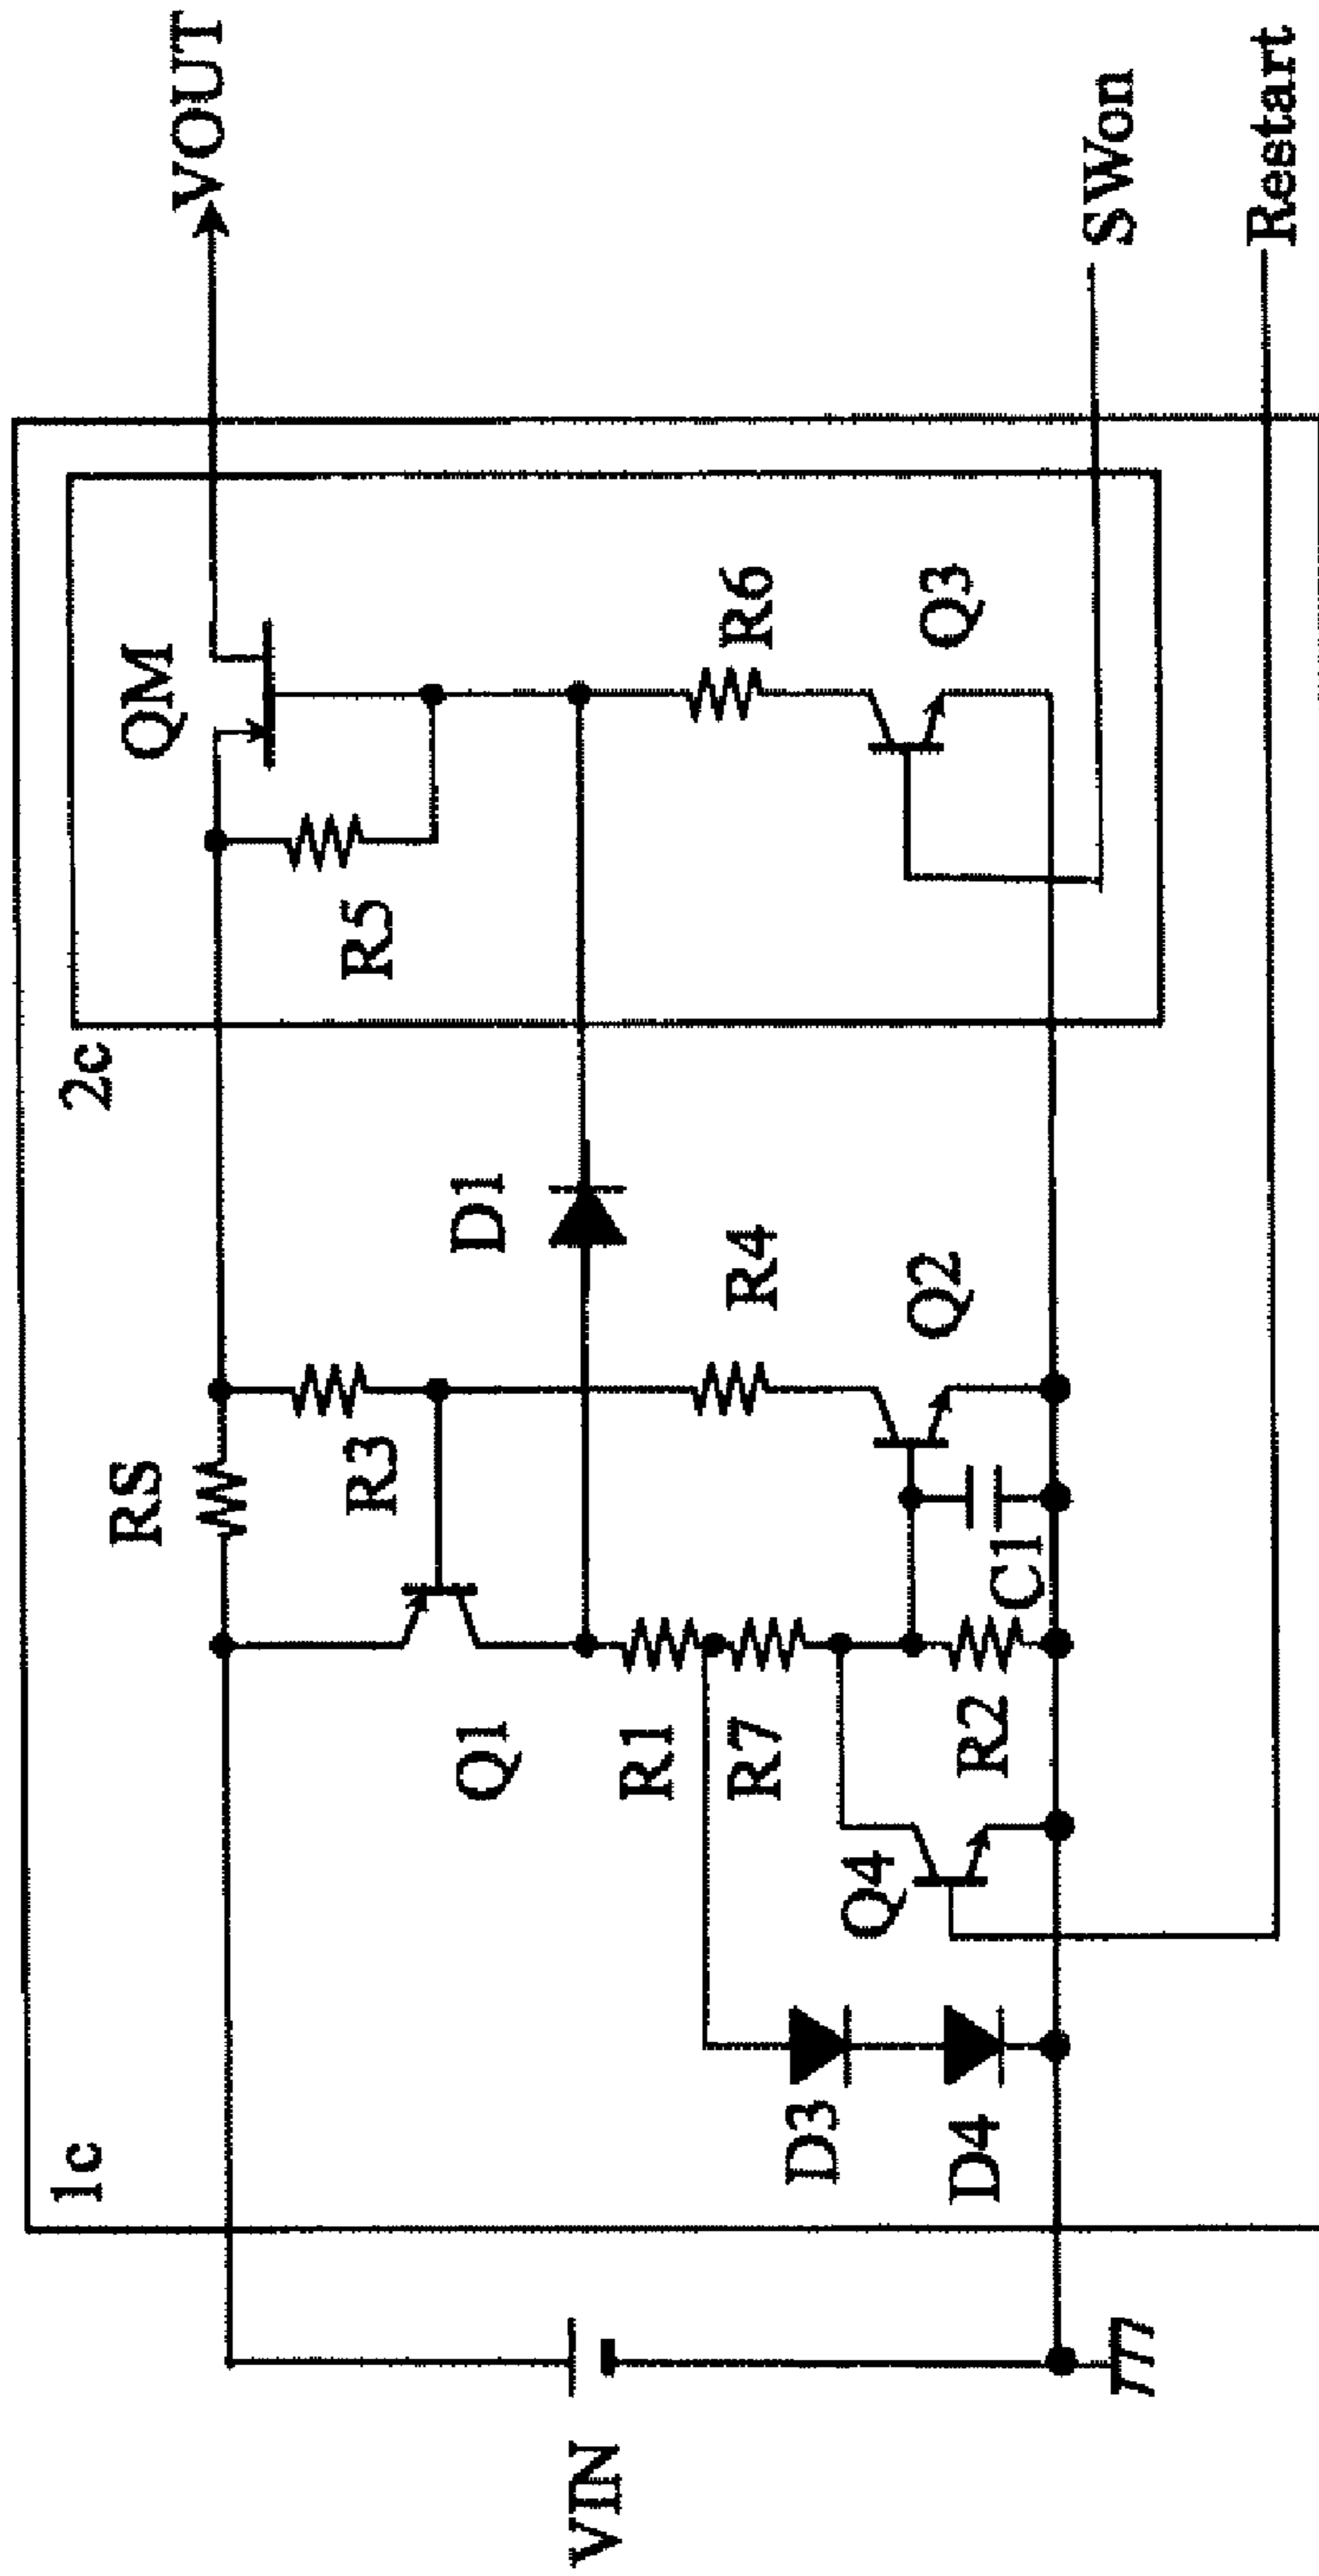 1c
2c
VIN
VOUT
SWon
Restart
RS
QM
R5
R3
D1
Q1
R1
R7
R4
R6
Q2
Q3
C1
R2
Q4
D3
D4